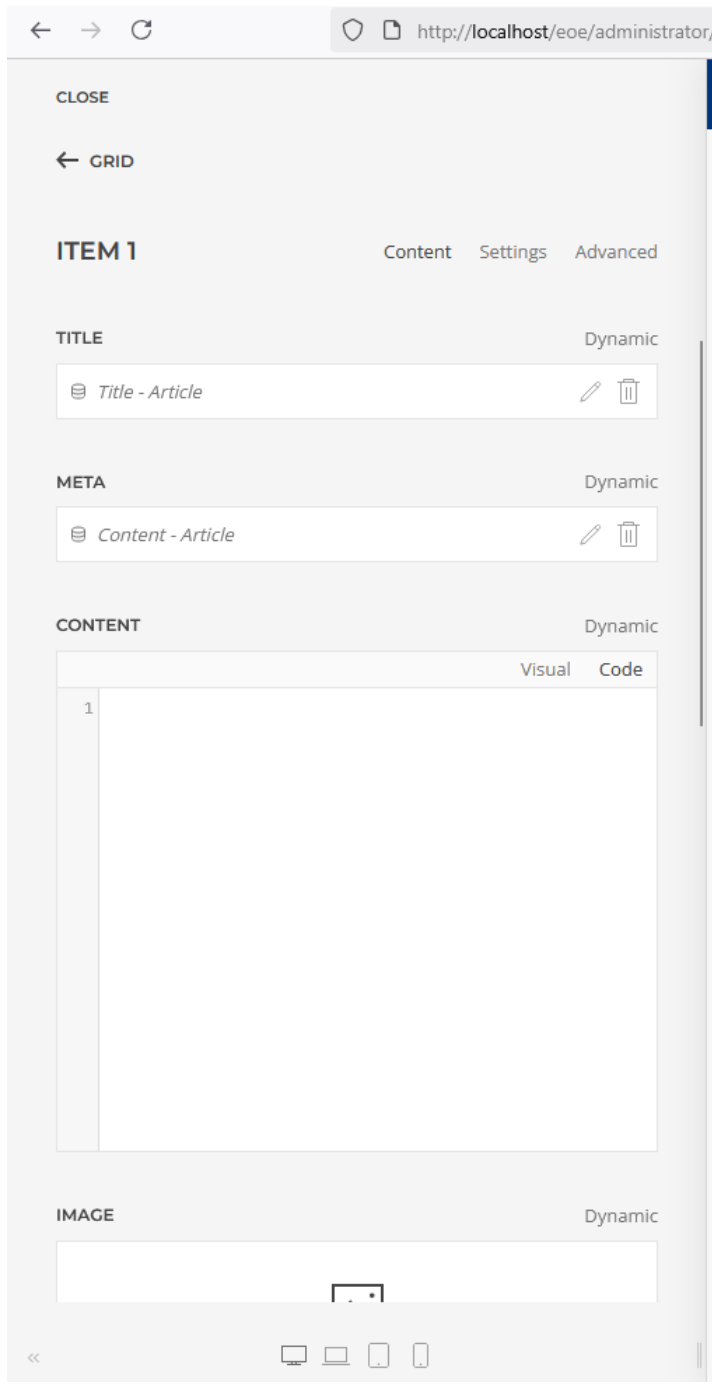 http://localhost/eoe/administrator/
CLOSE
← GRID
ITEM 1 Content Settings Advanced
TITLE Dynamic
Title - Article
META Dynamic
Content - Article
CONTENT Dynamic
Visual Code
1
IMAGE Dynamic